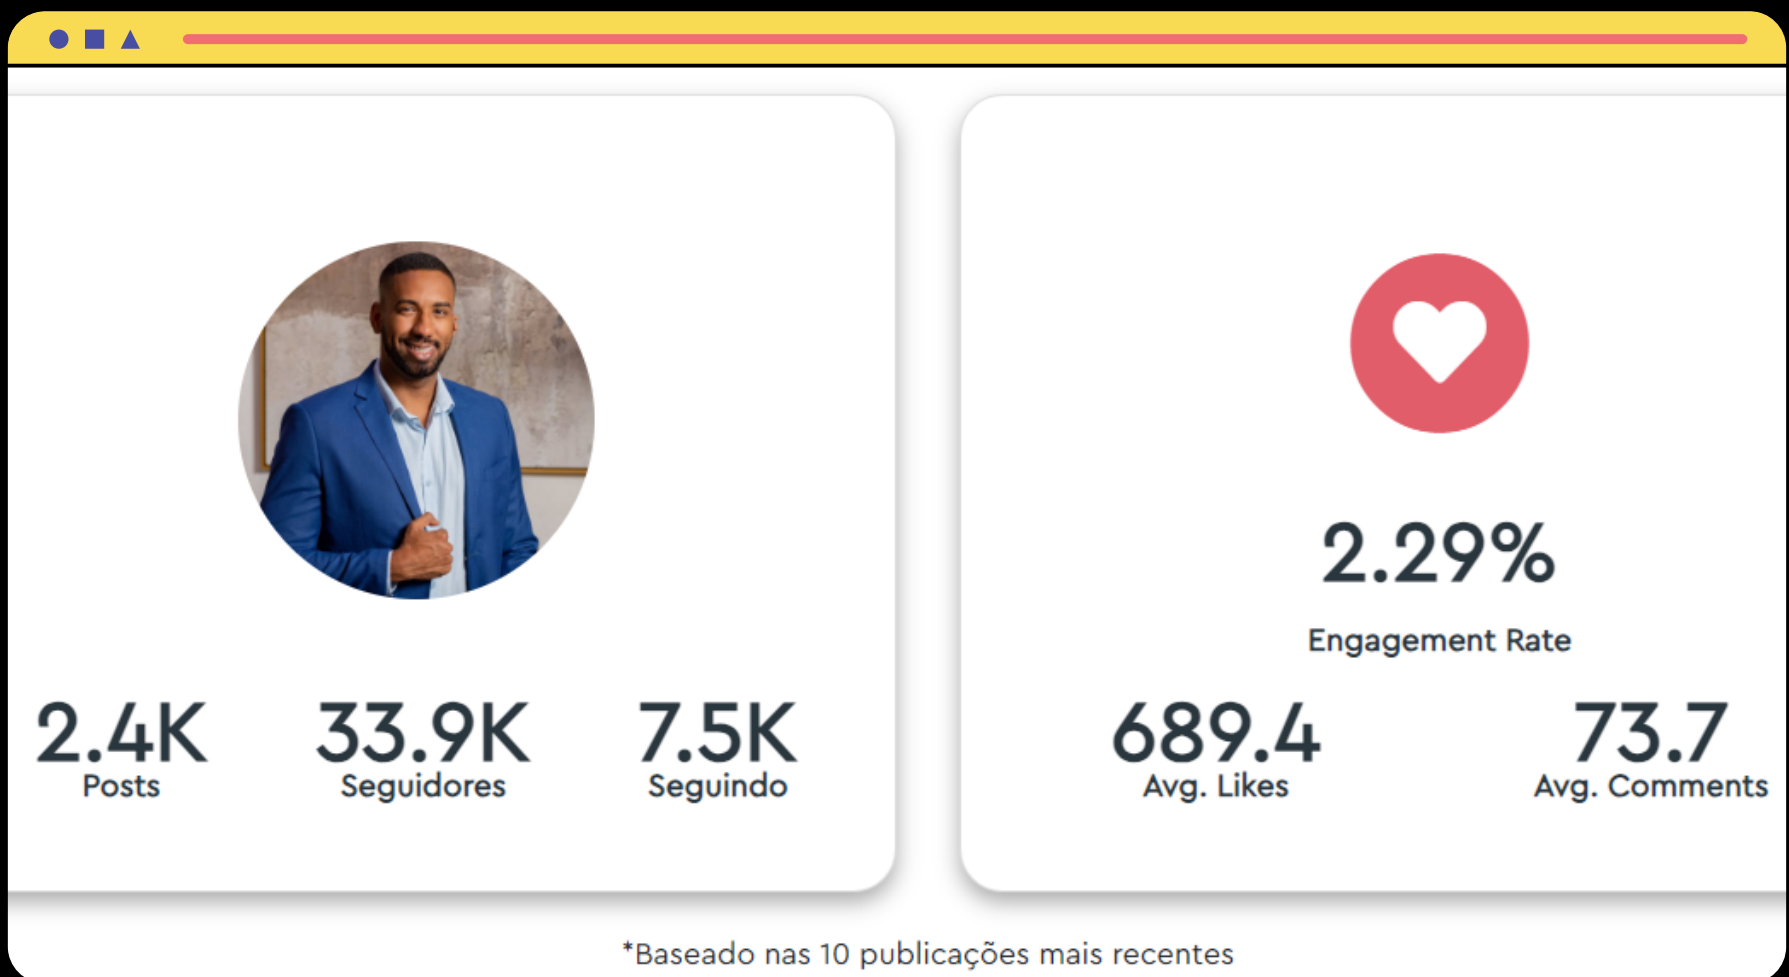 2.4K
Posts
33.9K
Seguidores
7.5K
Seguindo
2.29%
Engagement Rate
689.4
Avg. Likes
73.7
Avg. Comments
*Baseado nas 10 publicações mais recentes